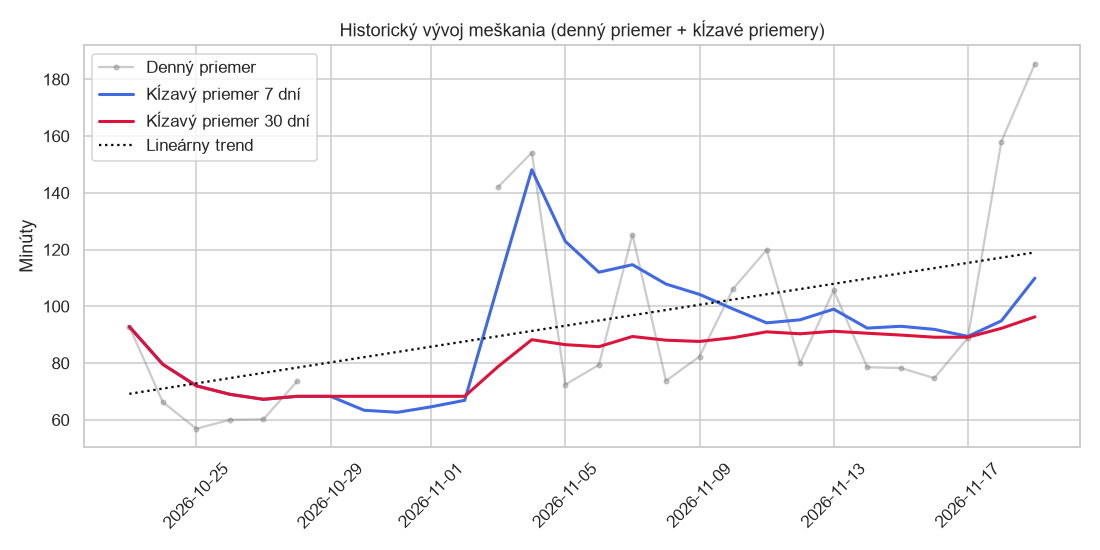 Historický vývoj meškania (denný priemer + kĺzavé priemery)
Denný priemer
Kĺzavý priemer 7 dní
Kĺzavý priemer 30 dní
Lineárny trend
Minúty
180
160
140
120
100
80
60
2026-10-25
2026-10-29
2026-11-01
2026-11-05
2026-11-09
2026-11-13
2026-11-17